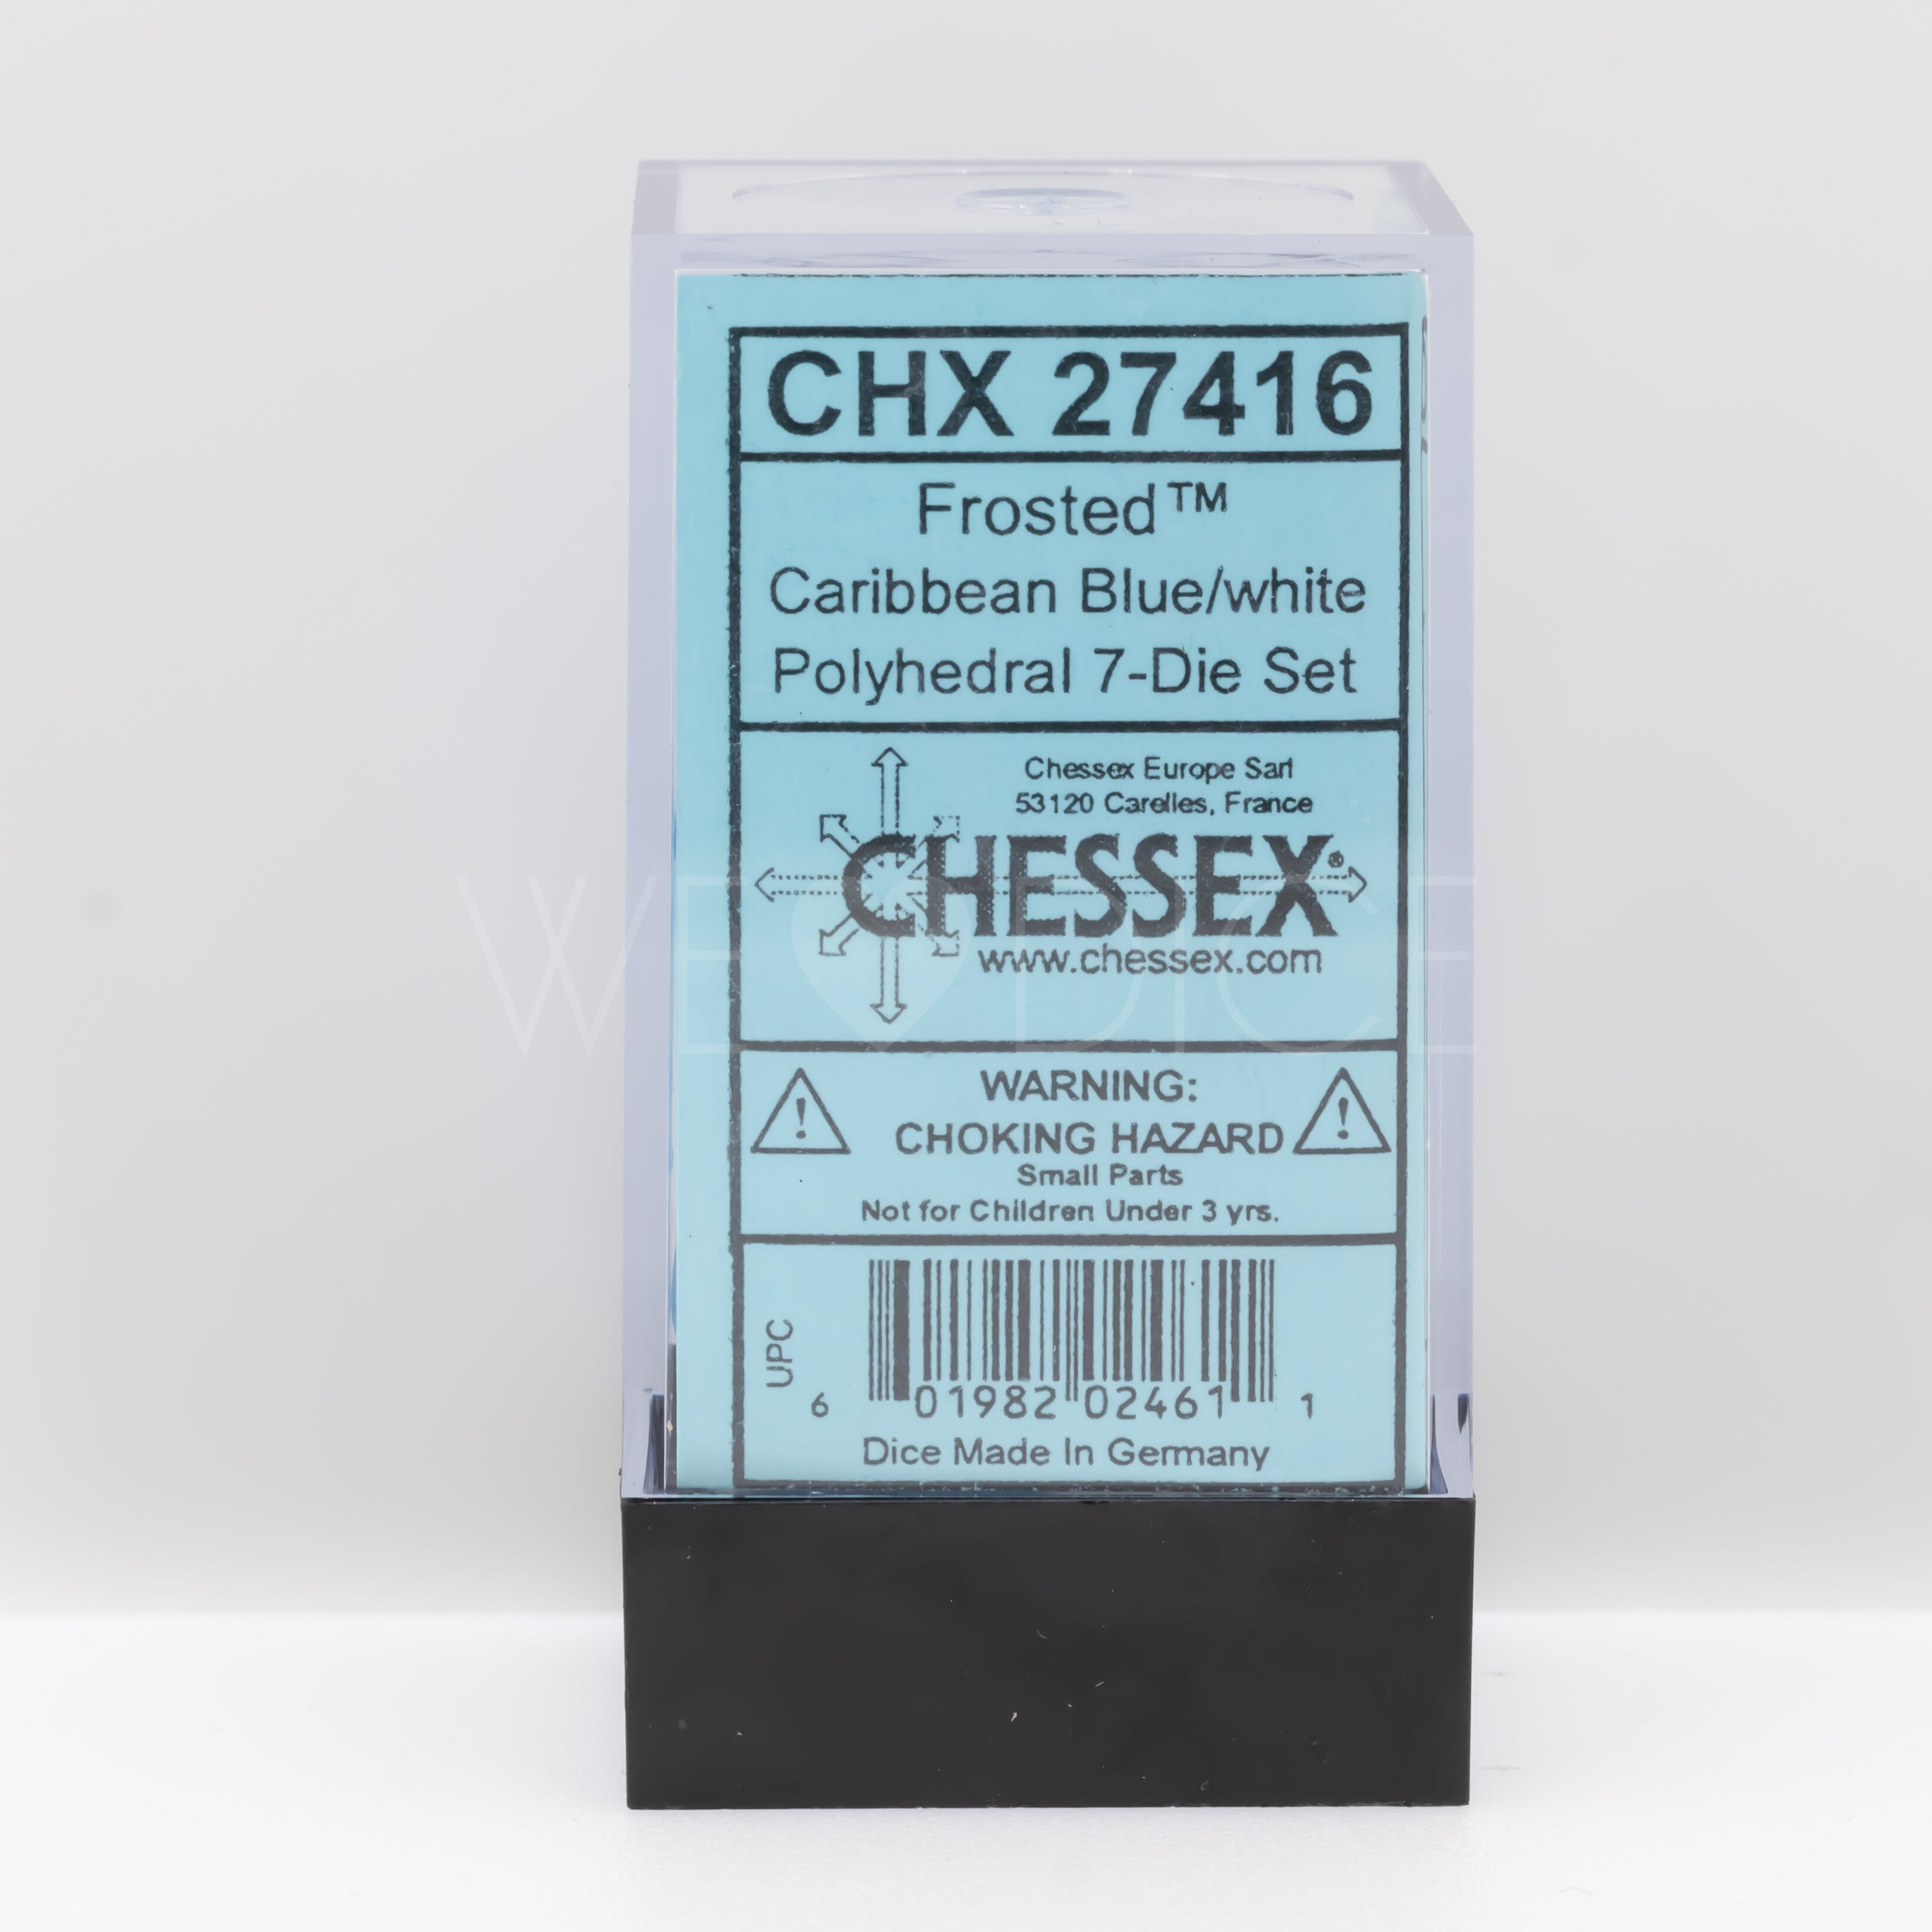 CHX 27416
Frosted™
Caribbean Blue/white
Polyhedral 7-Die Set
Chessex Europe Sarl
53120 Carelles, France
CHESSEX®
www.chessex.com
WE DICE
WARNING:
CHOKING HAZARD
Small Parts
Not for Children Under 3 yrs.
UPC
6 01982 02461 1
Dice Made In Germany